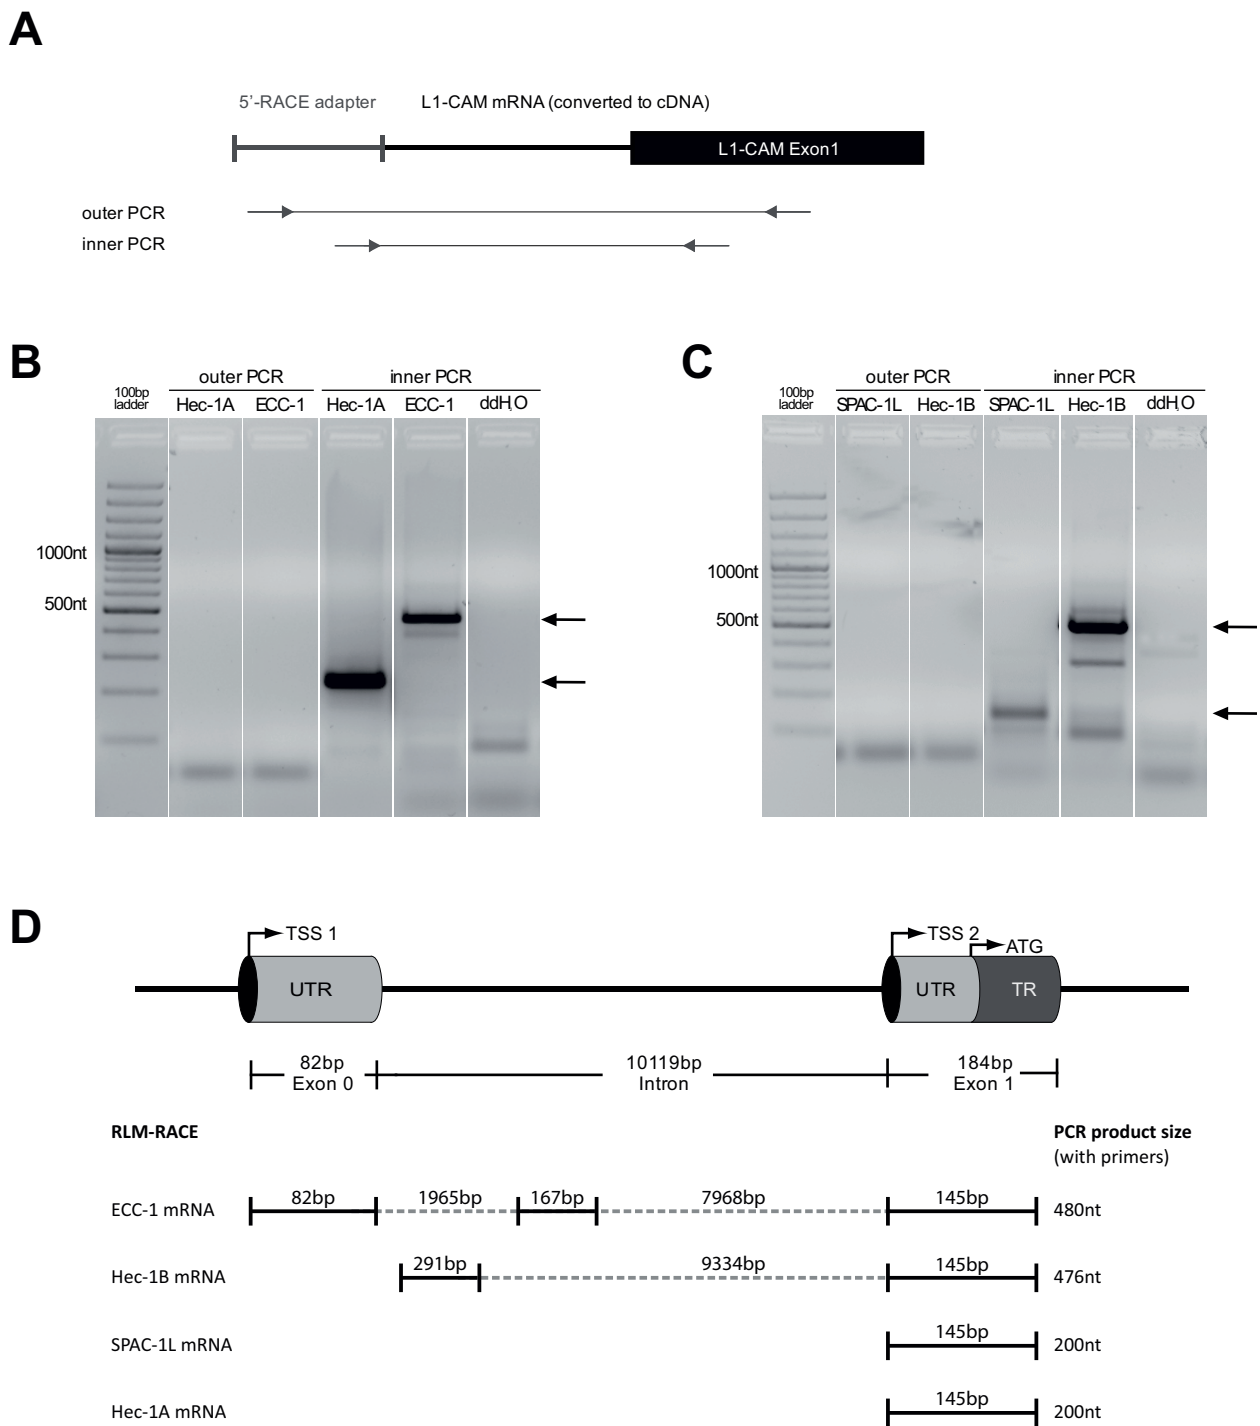 A
5'-RACE adapter L1-CAM mRNA (converted to cDNA)
L1-CAM Exon1
outer PCR
inner PCR
B
outer PCR inner PCR
100bp
ladder Hec-1A ECC-1 Hec-1A ECC-1 ddH2O
1000nt
500nt
C
outer PCR inner PCR
100bp
ladder SPAC-1L Hec-1B SPAC-1L Hec-1B ddH2O
1000nt
500nt
D
TSS 1 TSS 2 ATG
UTR UTR TR
82bp 10119bp 184bp
Exon 0 Intron Exon 1
RLM-RACE PCR product size
(with primers)
ECC-1 mRNA 82bp 1965bp 167bp 7968bp 145bp 480nt
Hec-1B mRNA 291bp 9334bp 145bp 476nt
SPAC-1L mRNA 145bp 200nt
Hec-1A mRNA 145bp 200nt